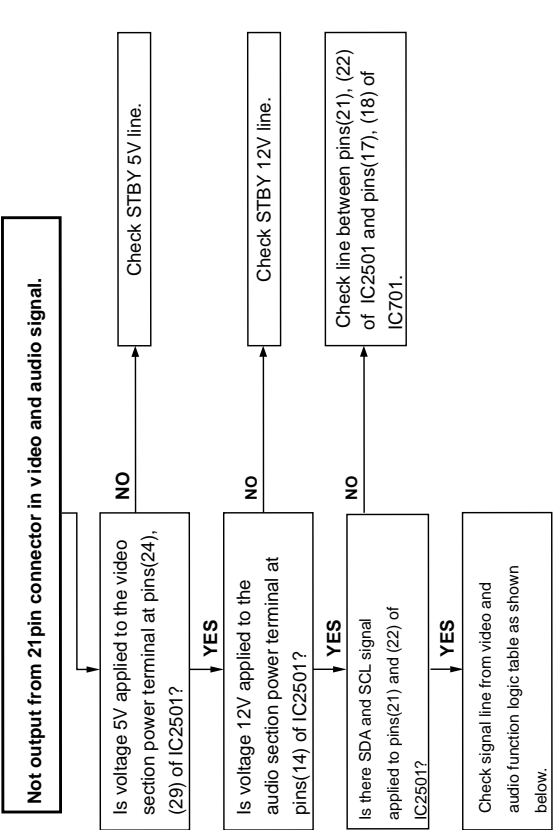 Not output from 21pin connector in video and audio signal.
Is voltage 5V applied to the video
section power terminal at pins(24),
(29) of IC2501?
NO
Check STBY 5V line.
YES
Is voltage 12V applied to the
audio section power terminal at
pins(14) of IC2501?
NO
Check STBY 12V line.
YES
Is there SDA and SCL signal
applied to pins(21) and (22) of
IC2501?
NO
Check line between pins(21), (22)
of IC2501 and pins(17), (18) of
IC701.
YES
Check signal line from video and
audio function logic table as shown
below.